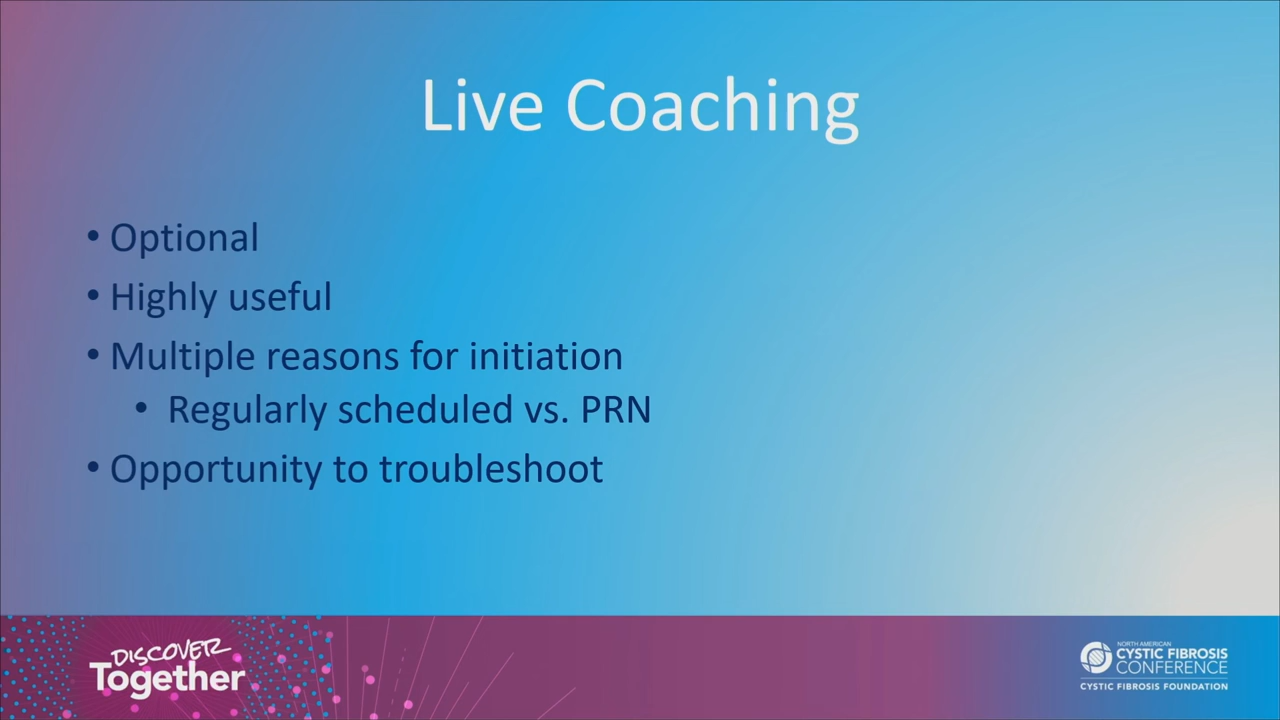 Live Coaching
• Optional
• Highly useful
• Multiple reasons for initiation
• Regularly scheduled vs. PRN
• Opportunity to troubleshoot
DISCOVER
Together
NORTH AMERICAN
CYSTIC FIBROSIS
CONFERENCE
CYSTIC FIBROSIS FOUNDATION